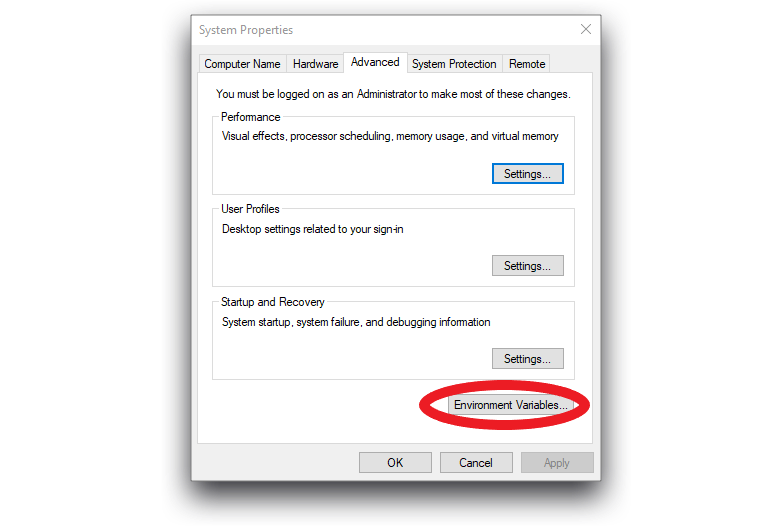 System Properties
Computer Name
Hardware
Advanced
System Protection
Remote
You must be logged on as an Administrator to make most of these changes.
Performance
Visual effects, processor scheduling, memory usage, and virtual memory
Settings...
User Profiles
Desktop settings related to your sign-in
Settings...
Startup and Recovery
System startup, system failure, and debugging information
Settings...
Environment Variables...
OK
Cancel
Apply